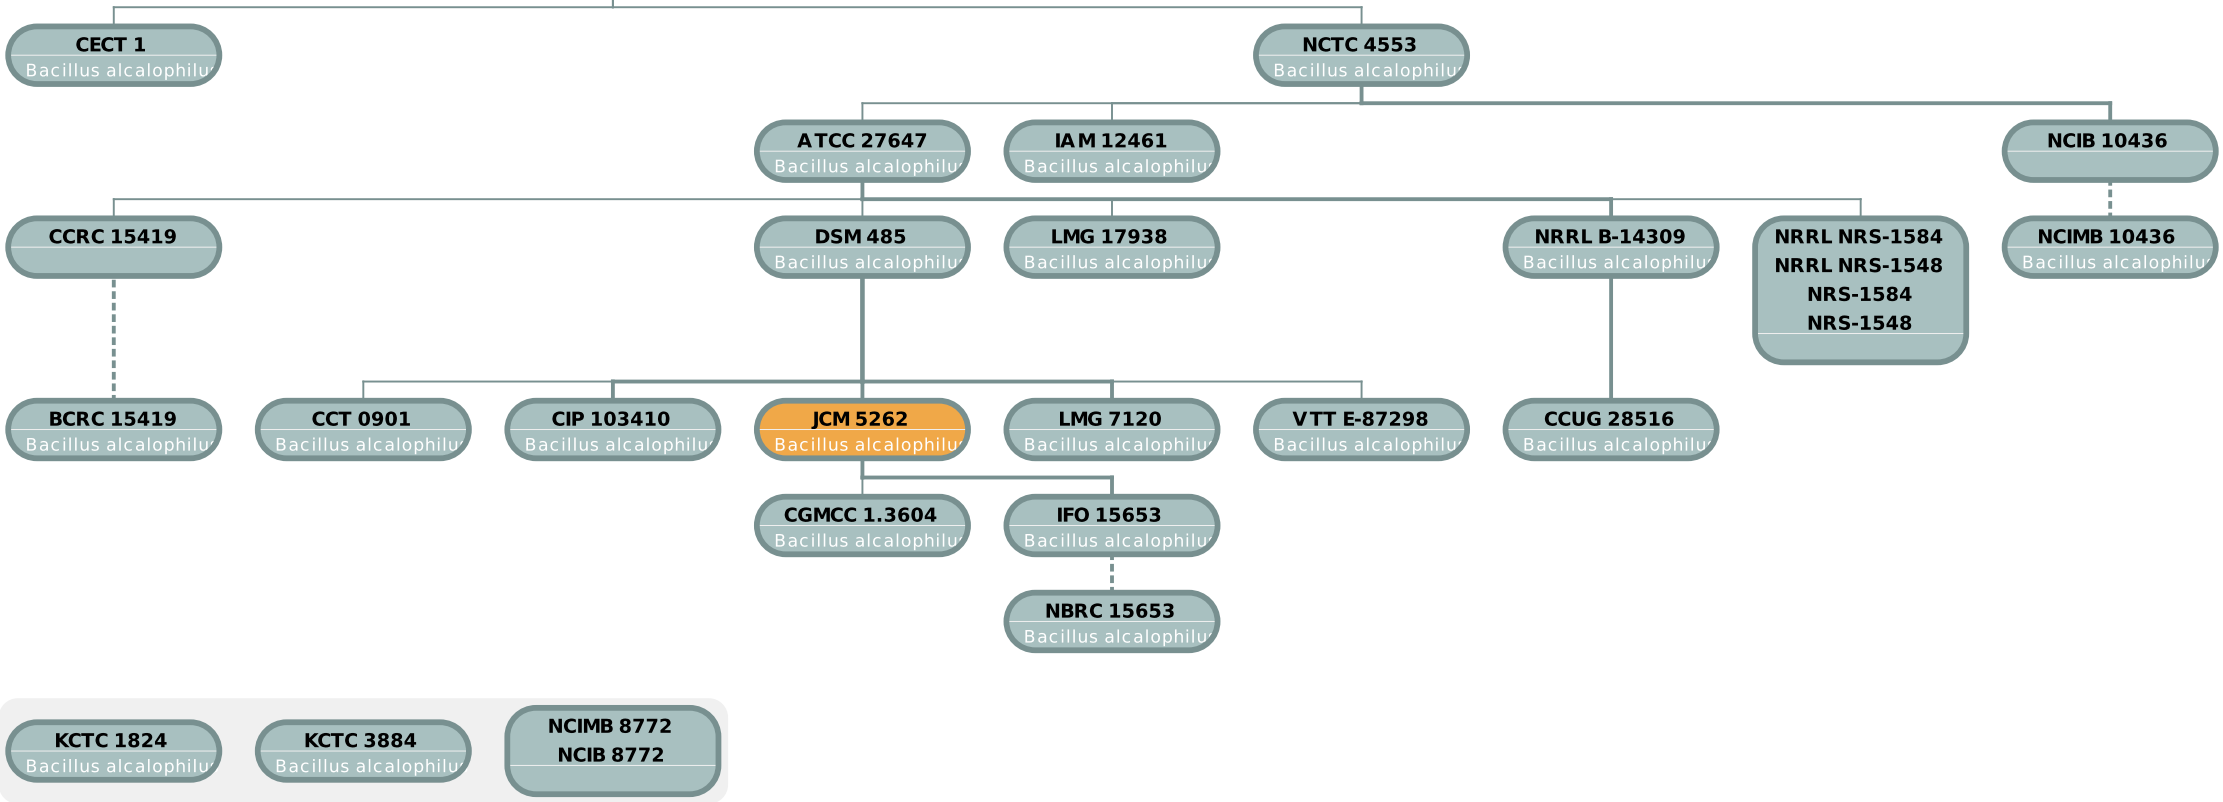 CECT 1
Bacillus alcalophilus
NCTC 4553
Bacillus alcalophilu
ATCC 27647
Bacillus alcalophilu
IAM 12461
Bacillus alcalophilu
NCIB 10436
CCRC 15419
DSM 485
Bacillus alcalophilu
LMG 17938
Bacillus alcalophilu
NRRL B-14309
Bacillus alcalophilu
NRRL NRS-1584
NRRL NRS-1548
NRS-1584
NRS-1548
NCIMB 10436
Bacillus alcalophilu
BCRC 15419
Bacillus alcalophilu
CCT 0901
Bacillus alcalophilu
CIP 103410
Bacillus alcalophilu
JCM 5262
Bacillus alcalophilu
LMG 7120
Bacillus alcalophilu
VTT E-87298
Bacillus alcalophilu
CCUG 28516
Bacillus alcalophilu
CGMCC 1.3604
Bacillus alcalophilu
IFO 15653
Bacillus alcalophilu
NBRC 15653
Bacillus alcalophilu
KCTC 1824
Bacillus alcalophilu
KCTC 3884
Bacillus alcalophilu
NCIMB 8772
NCIB 8772